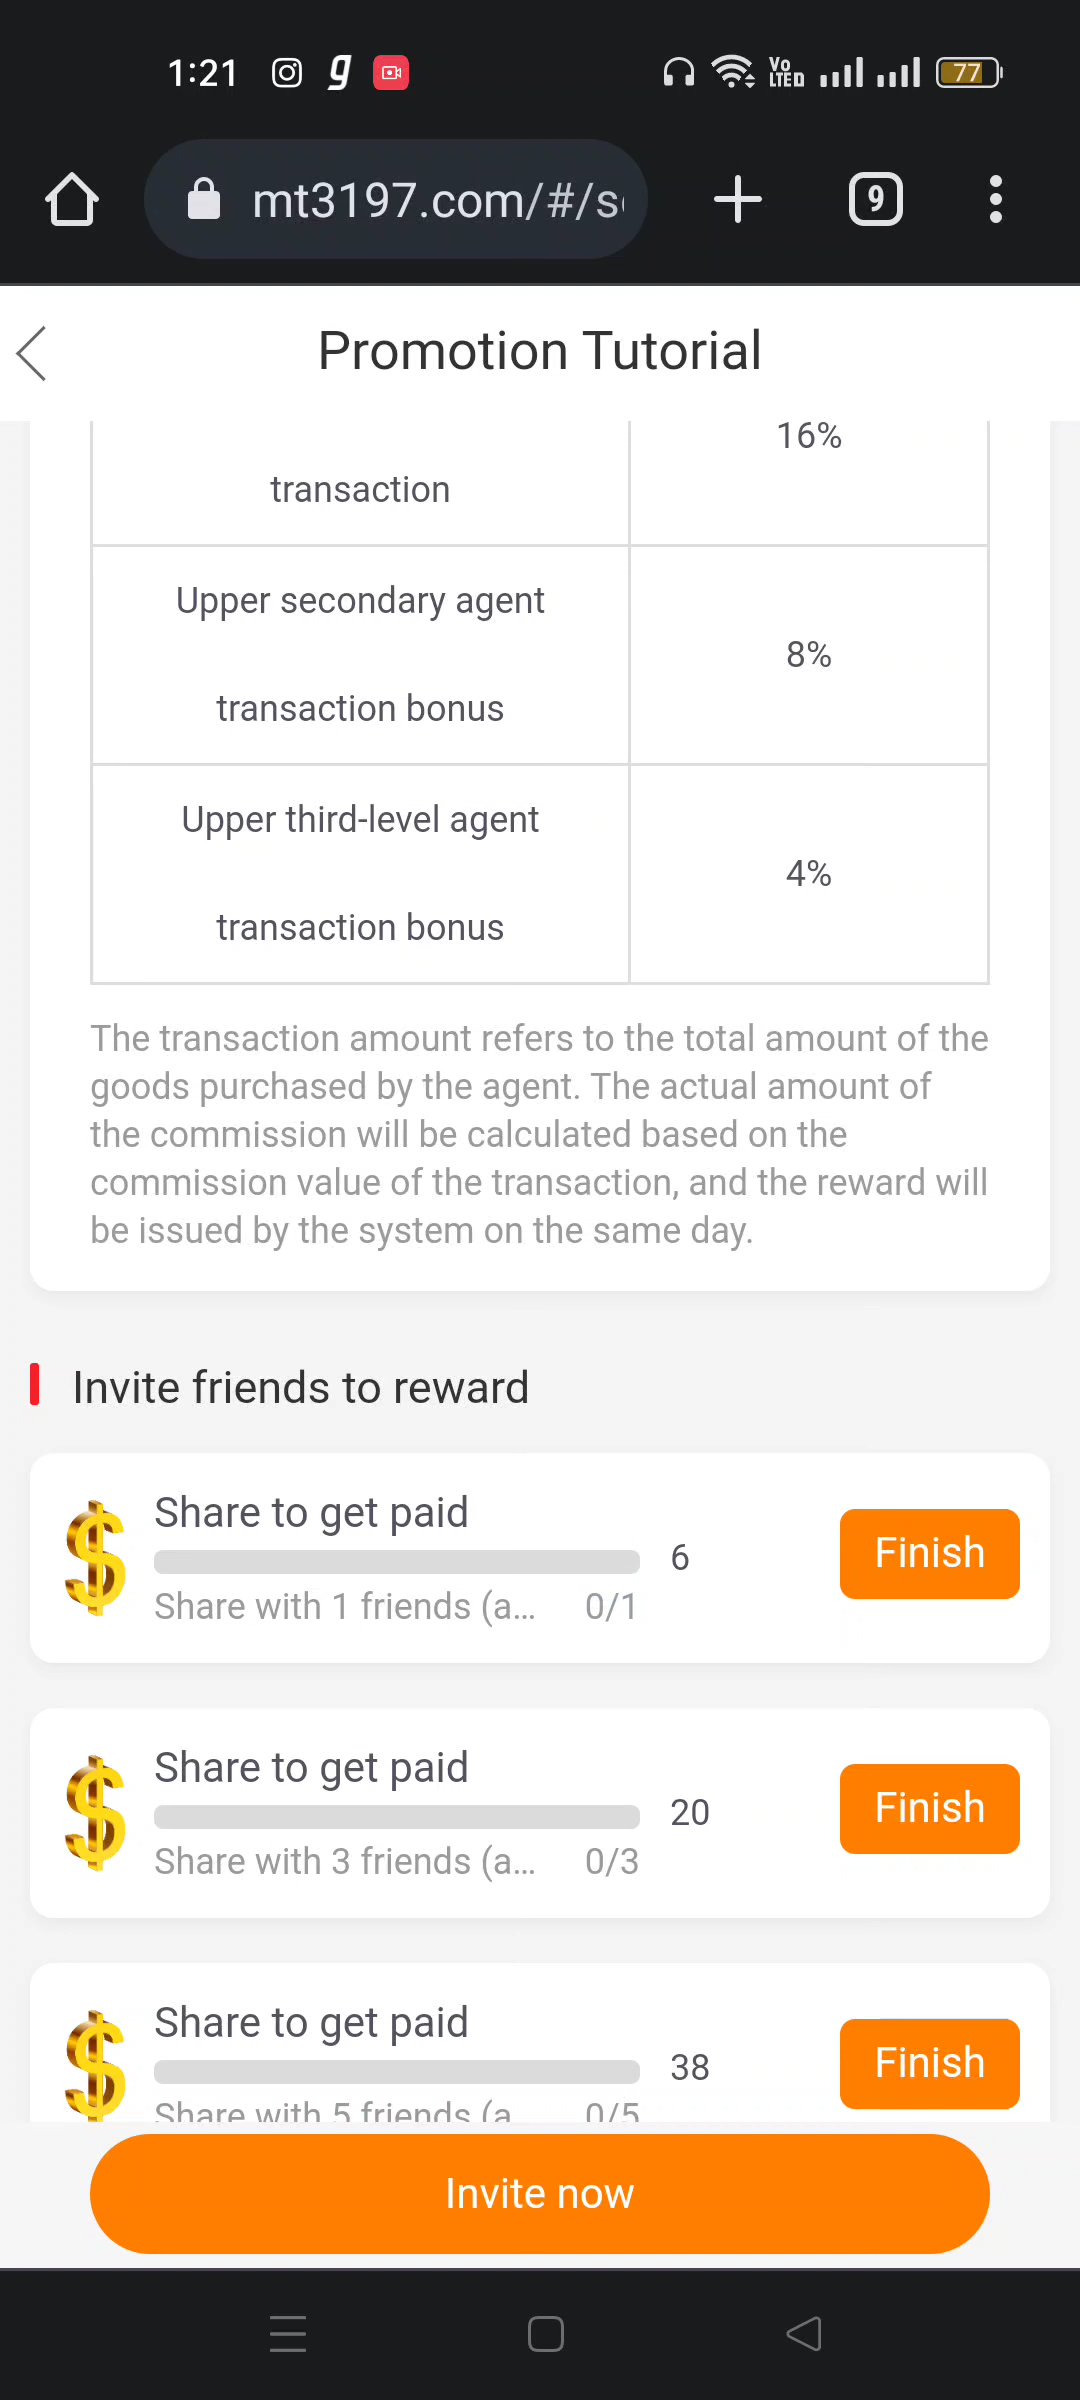 1:21
Vo
LTED
77
mt3197.com/#/s
9
Promotion Tutorial
16%
transaction
Upper secondary agent
8%
transaction bonus
Upper third-level agent
4%
transaction bonus
The transaction amount refers to the total amount of the
goods purchased by the agent. The actual amount of
the commission will be calculated based on the
commission value of the transaction, and the reward will
be issued by the system on the same day.
Invite friends to reward
Share to get paid
6
Finish
Share with 1 friends (a... 0/1
Share to get paid
20
Finish
Share with 3 friends (a... 0/3
Share to get paid
38
Finish
Share with 5 friends (a 0/5
Invite now